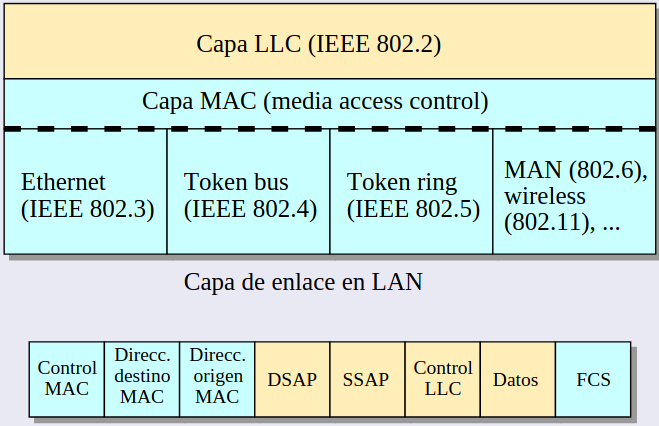 Capa LLC (IEEE 802.2)
Capa MAC (media access control)
Ethernet
(IEEE 802.3)
Token bus
(IEEE 802.4)
Token ring
(IEEE 802.5)
MAN (802.6),
wireless
(802.11), ...
Capa de enlace en LAN
Control
MAC
Direcc.
destino
MAC
Direcc.
origen
MAC
DSAP
SSAP
Control
LLC
Datos
FCS